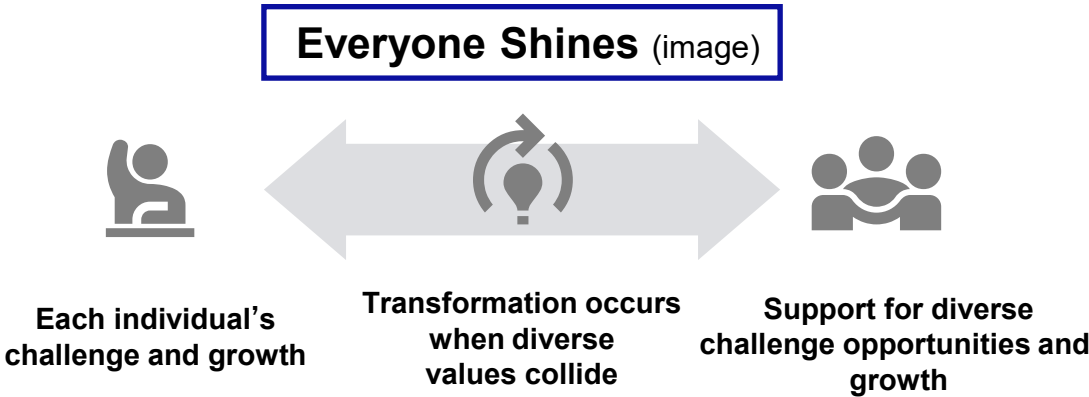 Everyone Shines (image)
Each individual’s
challenge and growth
Transformation occurs
when diverse
values collide
Support for diverse
challenge opportunities and
growth